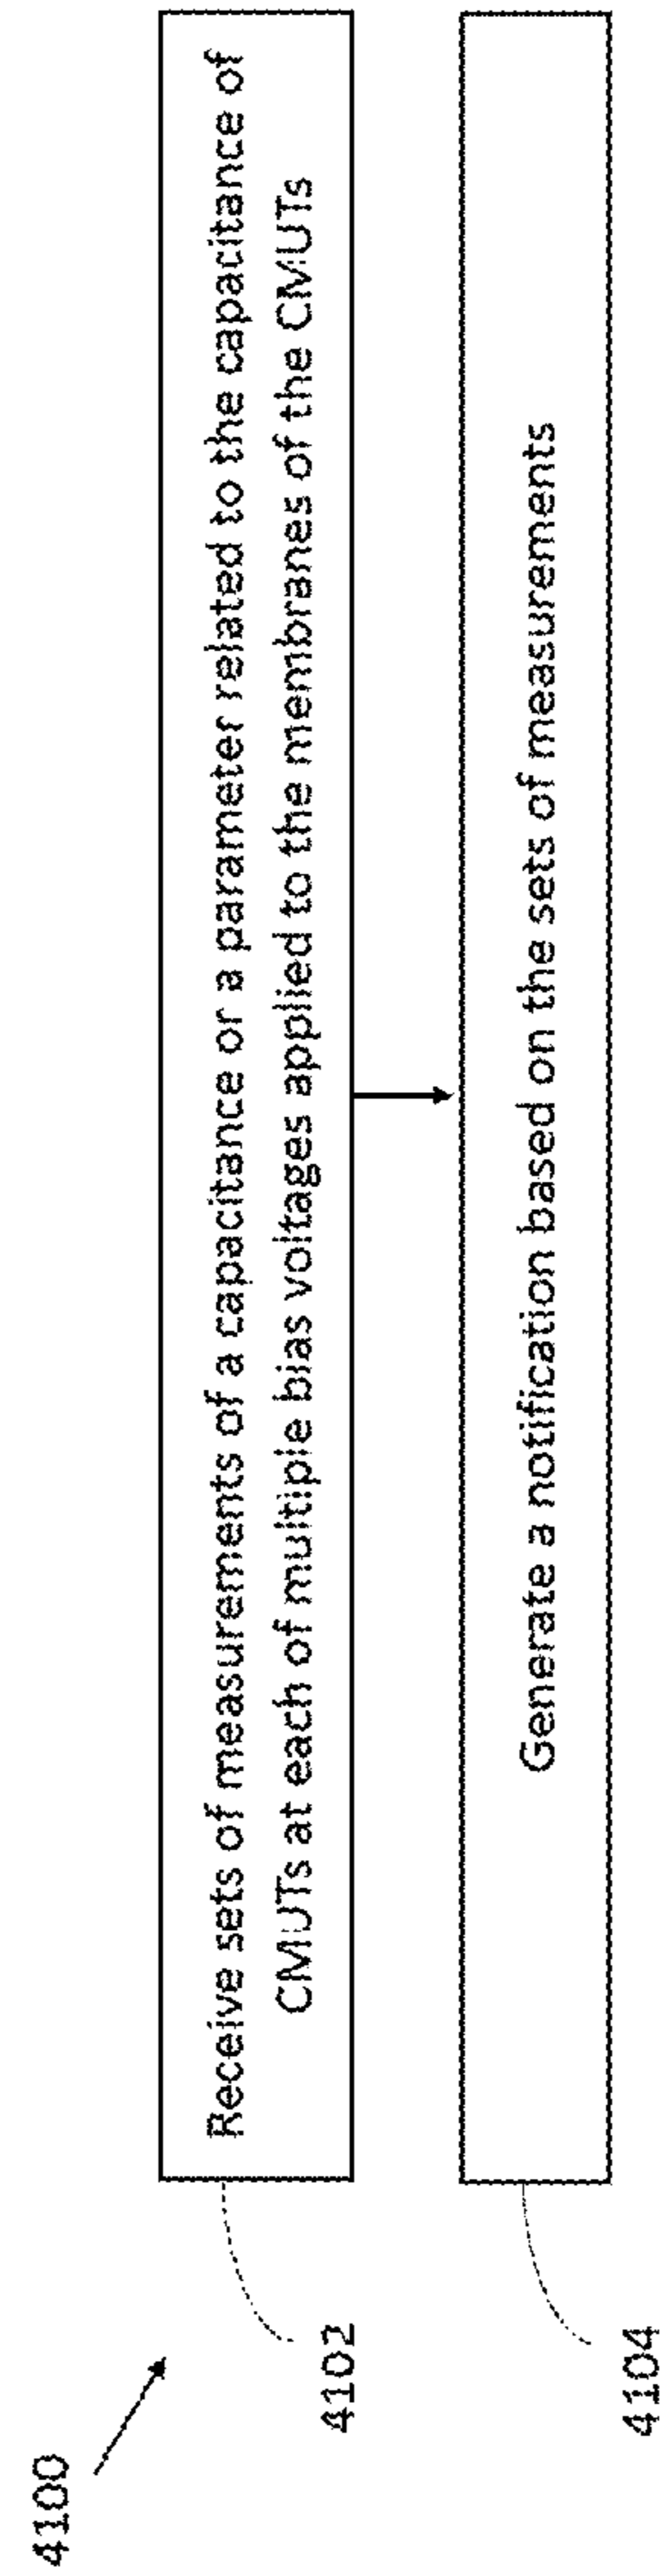 4100
Receive sets of measurements of a capacitance or a parameter related to the capacitance of
CMUTs at each of multiple bias voltages applied to the membranes of the CMUTs
4102
Generate a notification based on the sets of measurements
4104